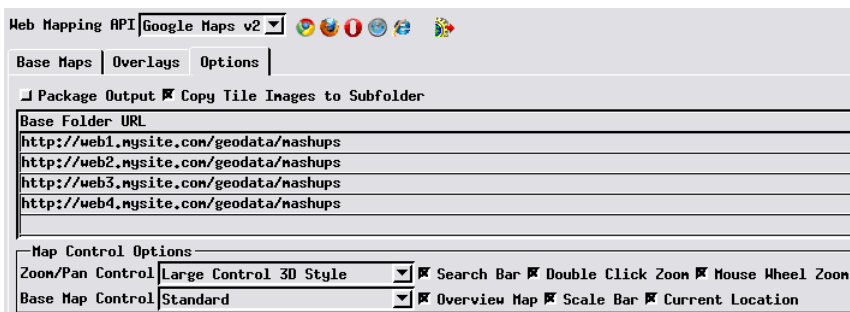 Web Mapping API Google Maps v2
Base Maps Overlays Options
Package Output Copy Tile Images to Subfolder
Base Folder URL
http://web1.mysite.com/geodata/mashups
http://web2.mysite.com/geodata/mashups
http://web3.mysite.com/geodata/mashups
http://web4.mysite.com/geodata/mashups
Map Control Options
Zoom/Pan Control Large Control 3D Style Search Bar Double Click Zoom Mouse Wheel Zoom
Base Map Control Standard Overview Map Scale Bar Current Location